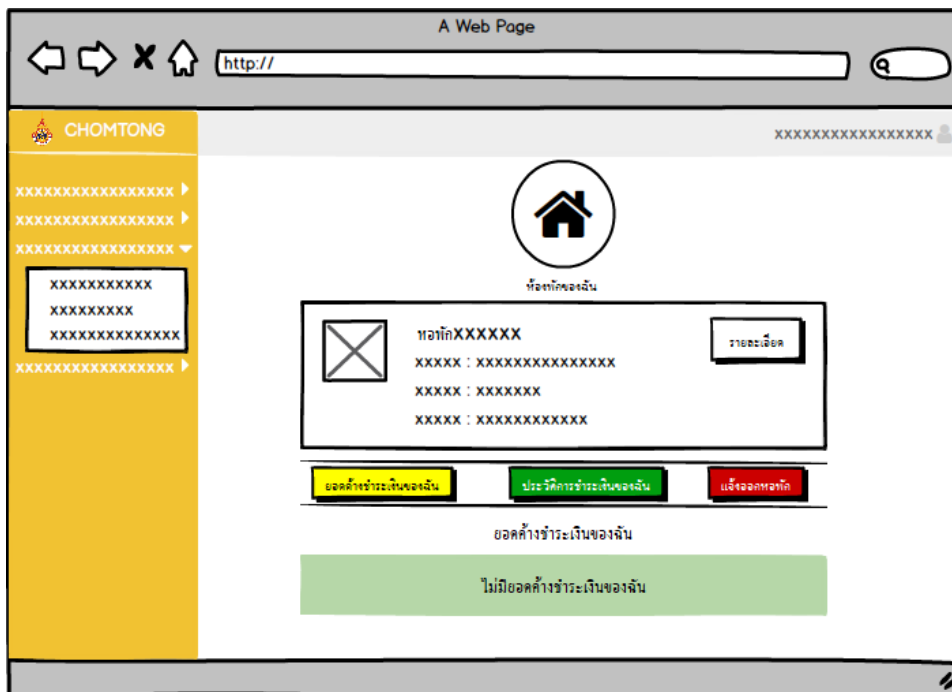 A Web Page
http://
CHOMTONG
xxxxxxxxxxxxxxxxx
xxxxxxxxxxxxxxxxx
xxxxxxxxxxxxxxxxx
xxxxxxxxxxxxxxxxx
xxxxxxxxxxx
xxxxxxxxx
xxxxxxxxxxxxxx
xxxxxxxxxxxxxxxxx
ห้องพักของฉัน
หอพักXXXXXX
xxxxx : xxxxxxxxxxxxxxx
xxxxx : xxxxxxx
xxxxx : xxxxxxxxxxxx
รายละเอียด
ยอดค้างชำระเงินของฉัน
ประวัติการชำระเงินของฉัน
แจ้งออกหอพัก
ยอดค้างชำระเงินของฉัน
ไม่มียอดค้างชำระเงินของฉัน